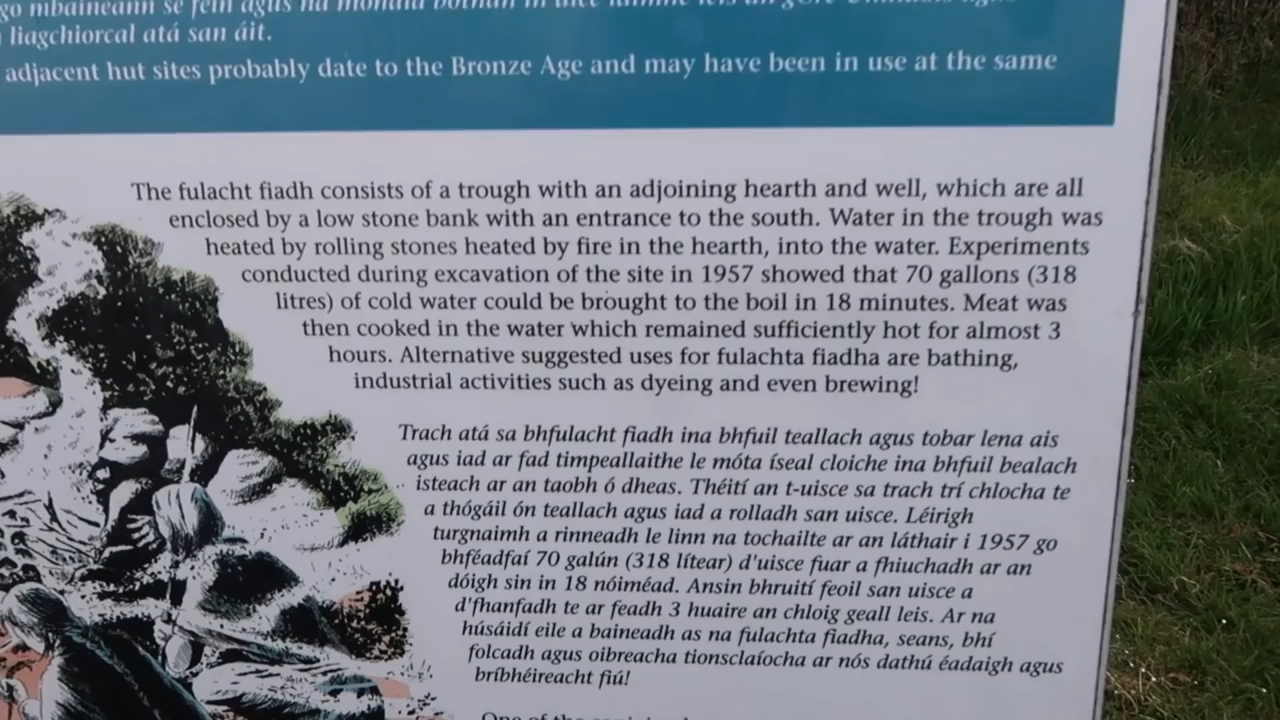 go mbaineann sé féin agus na
liagchiorcal atá san áit.
adjacent hut sites probably date to the Bronze Age and may have been in use at the same
The fulacht fiadh consists of a trough with an adjoining hearth and well, which are all
enclosed by a low stone bank with an entrance to the south. Water in the trough was
heated by rolling stones heated by fire in the hearth, into the water. Experiments
conducted during excavation of the site in 1957 showed that 70 gallons (318
litres) of cold water could be brought to the boil in 18 minutes. Meat was
then cooked in the water which remained sufficiently hot for almost 3
hours. Alternative suggested uses for fulachta fiadha are bathing,
industrial activities such as dyeing and even brewing!
Trach atá sa bhfulacht fiadh ina bhfuil teallach agus tobar lena ais
agus iad ar fad timpeallaithe le móta íseal cloiche ina bhfuil bealach
isteach ar an taobh ó dheas. Théití an t-uisce sa trach trí chlocha te
a thógáil ón teallach agus iad a rolladh san uisce. Léirigh
turgnaimh a rinneadh le linn na tochailte ar an láthair i 1957 go
bhféadfaí 70 galún (318 lítear) d'uisce fuar a fhiuchadh ar an
dóigh sin in 18 nóiméad. Ansin bhruití feoil san uisce a
d'fhanfadh te ar feadh 3 huaire an chloig geall leis. Ar na
húsáidí eile a baineadh as na fulachta fiadha, seans, bhí
folcadh agus oibreacha tionsclaíocha ar nós dathú éadaigh agus
bríbhéireacht fiú!
One of the